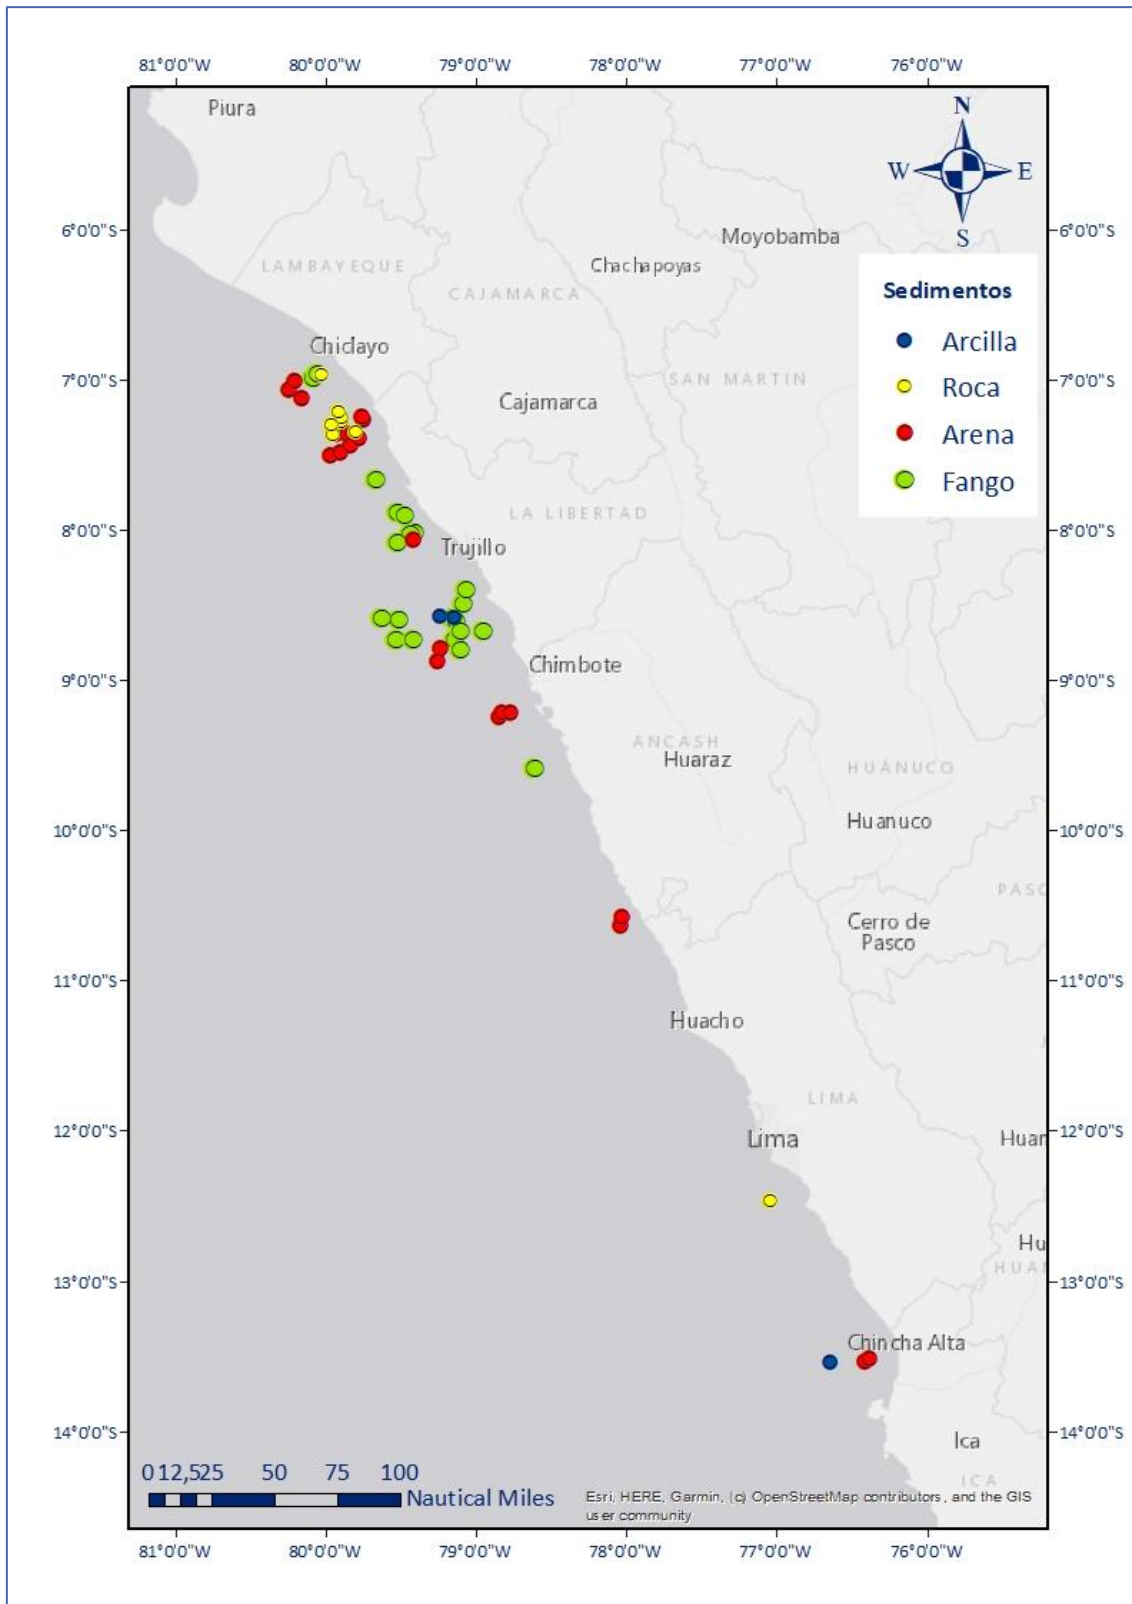 81°0'0"W 80°0'0"W 79°0'0"W 78°0'0"W 77°0'0"W 76°0'0"W
Piura
N
W E
S
6°0'0"S 6°0'0"S
Moyobamba
LAMBAYEQUE
Chachapoyas
CAJAMARCA
Sedimentos
Arcilla
Roca
Arena
Fango
Chiclayo
7°0'0"S 7°0'0"S
SAN MARTIN
Cajamarca
LA LIBERTAD
8°0'0"S 8°0'0"S
Trujillo
Chimbote
9°0'0"S 9°0'0"S
ANCASH
Huaraz
HUÁNUCO
Huanuco
10°0'0"S 10°0'0"S
PASC
Cerro de
Pasco
11°0'0"S 11°0'0"S
Huacho
LIMA
12°0'0"S 12°0'0"S
Lima
Huan
Hu
HUAN
13°0'0"S 13°0'0"S
Chincha Alta
14°0'0"S 14°0'0"S
Ica
ICA
0 12,525 50 75 100
Nautical Miles
Esri, HERE, Garmin, (c) OpenStreetMap contributors, and the GIS
user community
81°0'0"W 80°0'0"W 79°0'0"W 78°0'0"W 77°0'0"W 76°0'0"W